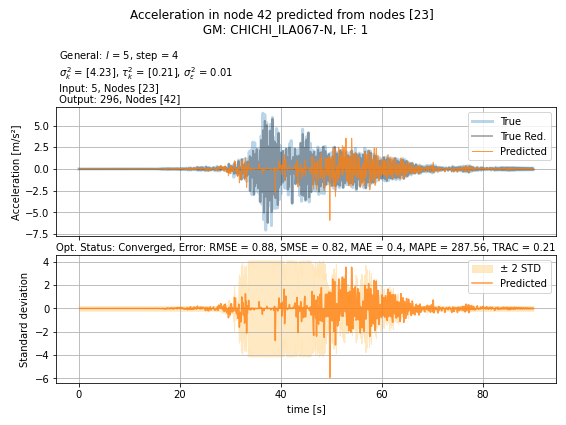 Acceleration in node 42 predicted from nodes [23]
GM: CHICHI_ILA067-N, LF: 1
General: l = 5, step = 4
σ²ₖ = [4.23], τ²ₖ = [0.21], σ²ε = 0.01
Input: 5, Nodes [23]
Output: 296, Nodes [42]
Acceleration [m/s²]
5.0
2.5
0.0
−2.5
−5.0
−7.5
True
True Red.
Predicted
Opt. Status: Converged, Error: RMSE = 0.88, SMSE = 0.82, MAE = 0.4, MAPE = 287.56, TRAC = 0.21
Standard deviation
4
2
0
−2
−4
−6
± 2 STD
Predicted
0 20 40 60 80
time [s]